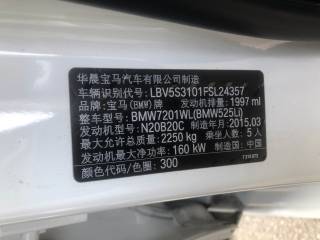 华晨宝马汽车有限公司制造
车辆识别代号: LBV5S3101FSL24357
品牌: 宝马(BMW)牌 发动机排量: 1997 ml
整车型号: BMW7201WL(BMW525Li)
发动机型号: N20B20C 制造年月: 2015.03
最大允许总质量: 2250 kg 乘坐人数: 5人
发动机最大净功率: 160 kW 制造国: 中国
颜色代码/色圈: 300